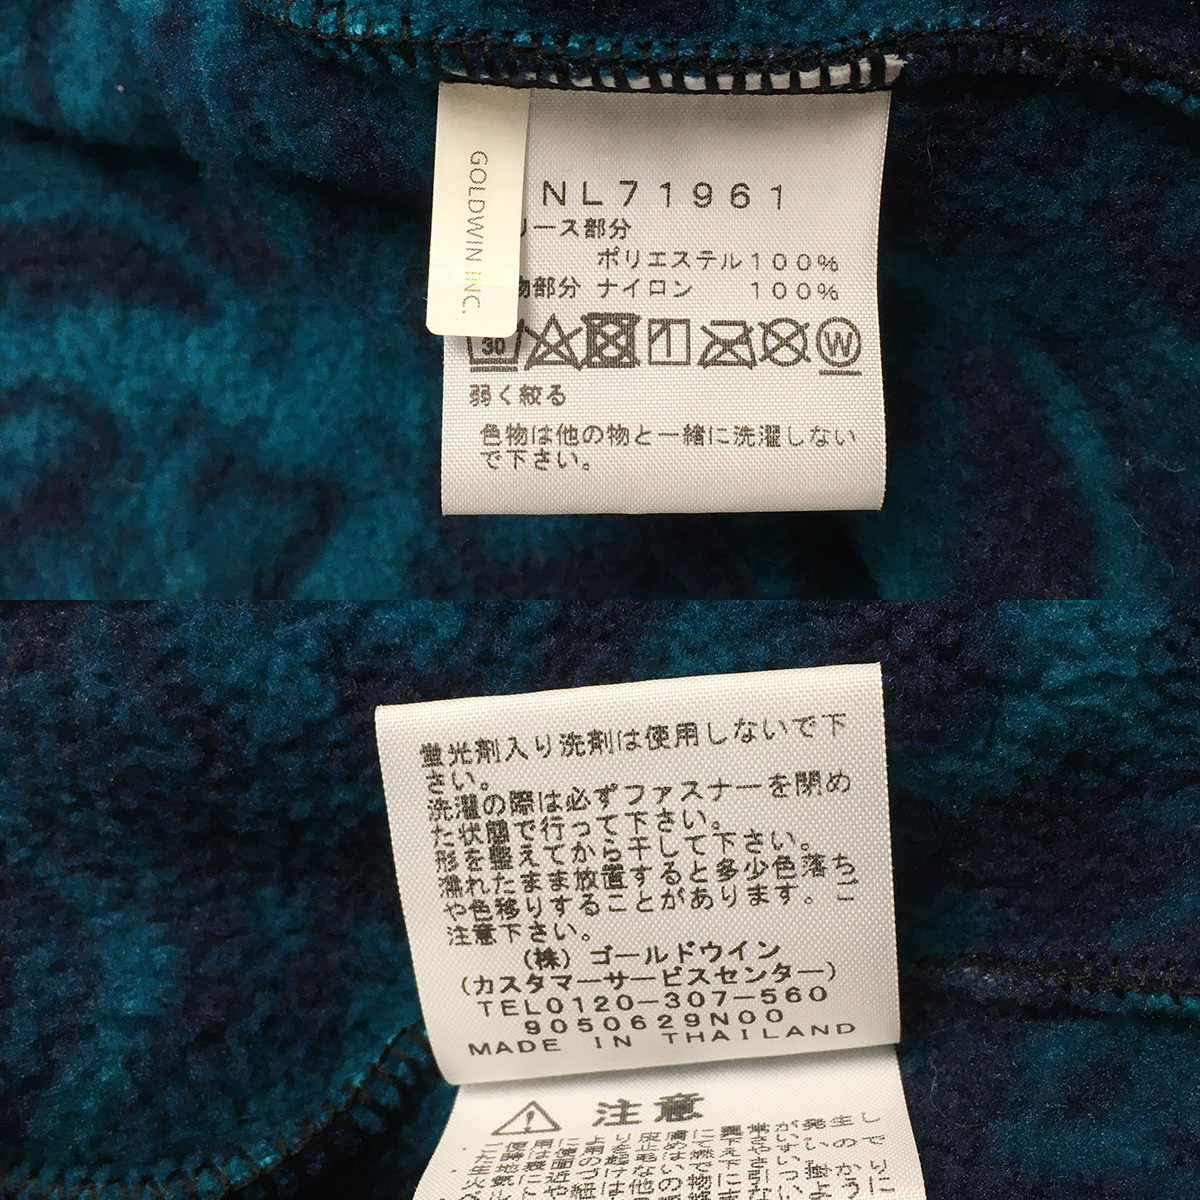 GOLDWIN INC.
NL71961
リース部分
ポリエステル100%
物部分 ナイロン 100%
30
W
弱く絞る
色物は他の物と一緒に洗濯しない
で下さい。
蛍光剤入り洗剤は使用しないで下
さい。
洗濯の際は必ずファスナーを閉め
た状態で行って下さい。
形を整えてから干して下さい。
濡れたまま放置すると多少色落ち
や色移りすることがあります。ご
注意下さい。
(株)ゴールドウイン
(カスタマーサービスセンター)
TEL0120-307-560
9050629N00
MADE IN THAILAND
注意